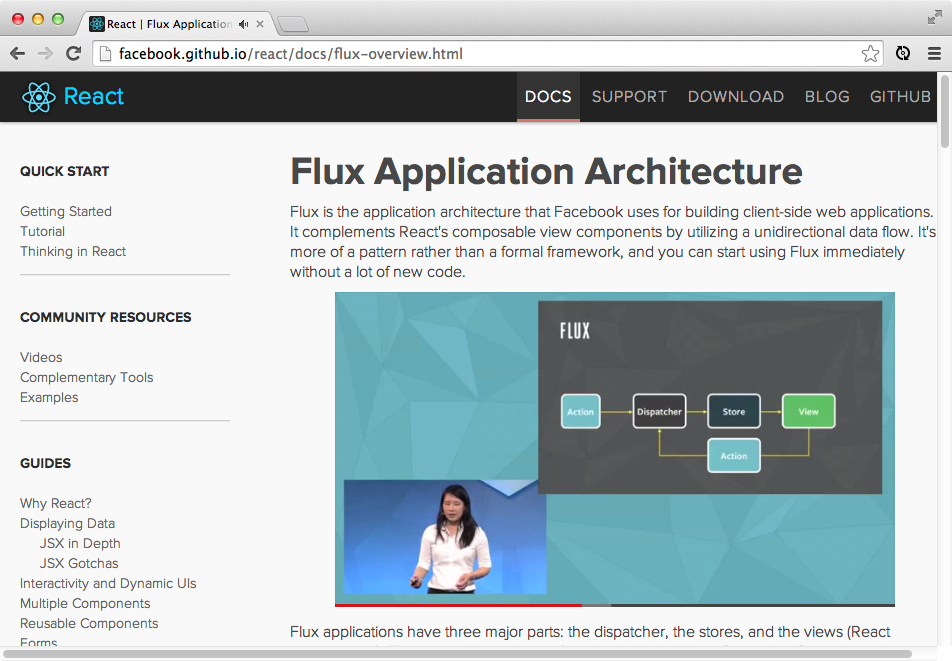 React | Flux Application
facebook.github.io/react/docs/flux-overview.html
React
DOCS
SUPPORT
DOWNLOAD
BLOG
GITHUB
QUICK START
Getting Started
Tutorial
Thinking in React
COMMUNITY RESOURCES
Videos
Complementary Tools
Examples
GUIDES
Why React?
Displaying Data
JSX in Depth
JSX Gotchas
Interactivity and Dynamic UIs
Multiple Components
Reusable Components
Forms
Flux Application Architecture
Flux is the application architecture that Facebook uses for building client-side web applications.
It complements React's composable view components by utilizing a unidirectional data flow. It's
more of a pattern rather than a formal framework, and you can start using Flux immediately
without a lot of new code.
FLUX
Action
Dispatcher
Store
View
Action
Flux applications have three major parts: the dispatcher, the stores, and the views (React